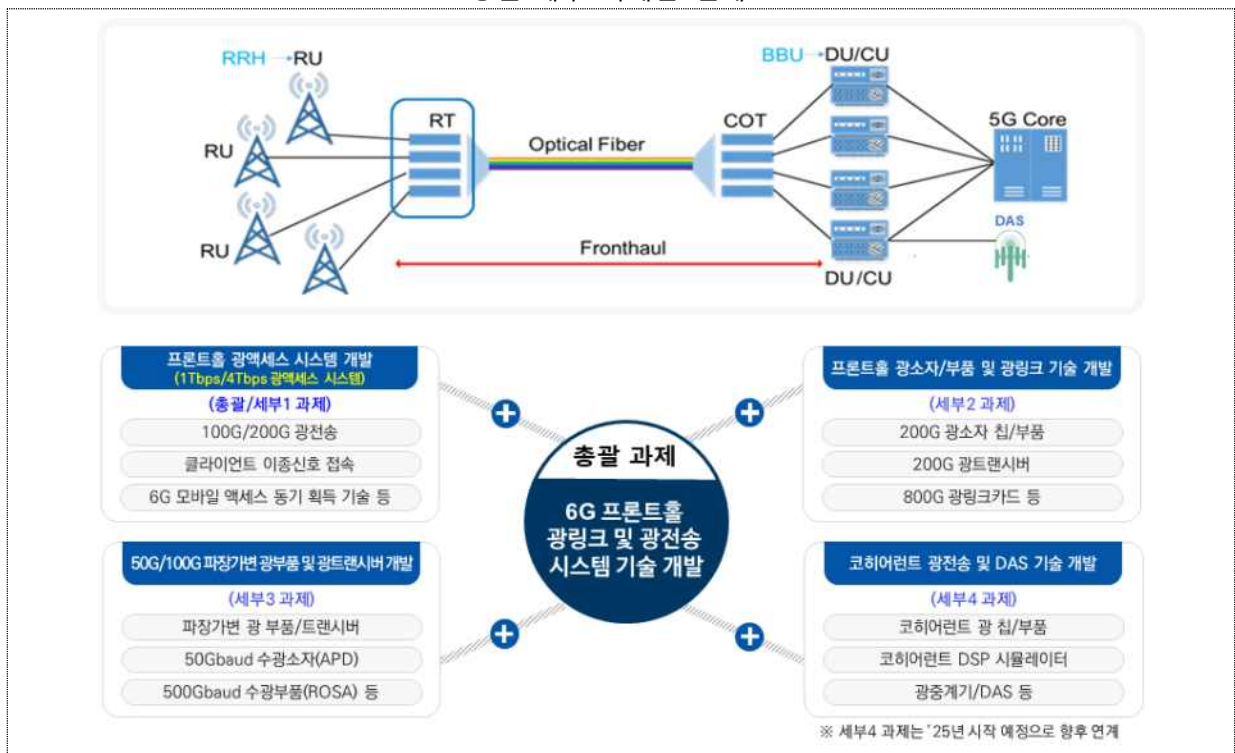 RRH → RU
BBU → DU/CU
RT
COT
5G Core
RU
Optical Fiber
DAS
RU
Fronthaul
DU/CU
프론트홀 광액세스 시스템 개발
(1Tbps/4Tbps 광액세스 시스템)
(총괄/세부1 과제)
100G/200G 광전송
클라이언트 이종신호 접속
6G 모바일 액세스 동기 획득 기술 등
프론트홀 광소자/부품 및 광링크 기술 개발
(세부2 과제)
200G 광소자 칩/부품
200G 광트랜시버
800G 광링크카드 등
총괄 과제
6G 프론트홀
광링크 및 광전송
시스템 기술 개발
50G/100G 파장가변 광부품 및 광트랜시버 개발
(세부3 과제)
파장가변 광 부품/트랜시버
50Gbaud 수광소자(APD)
500Gbaud 수광부품(ROSA) 등
코히어런트 광전송 및 DAS 기술 개발
(세부4 과제)
코히어런트 광 칩/부품
코히어런트 DSP 시뮬레이터
광중계기/DAS 등
※ 세부4 과제는 '25년 시작 예정으로 향후 연계